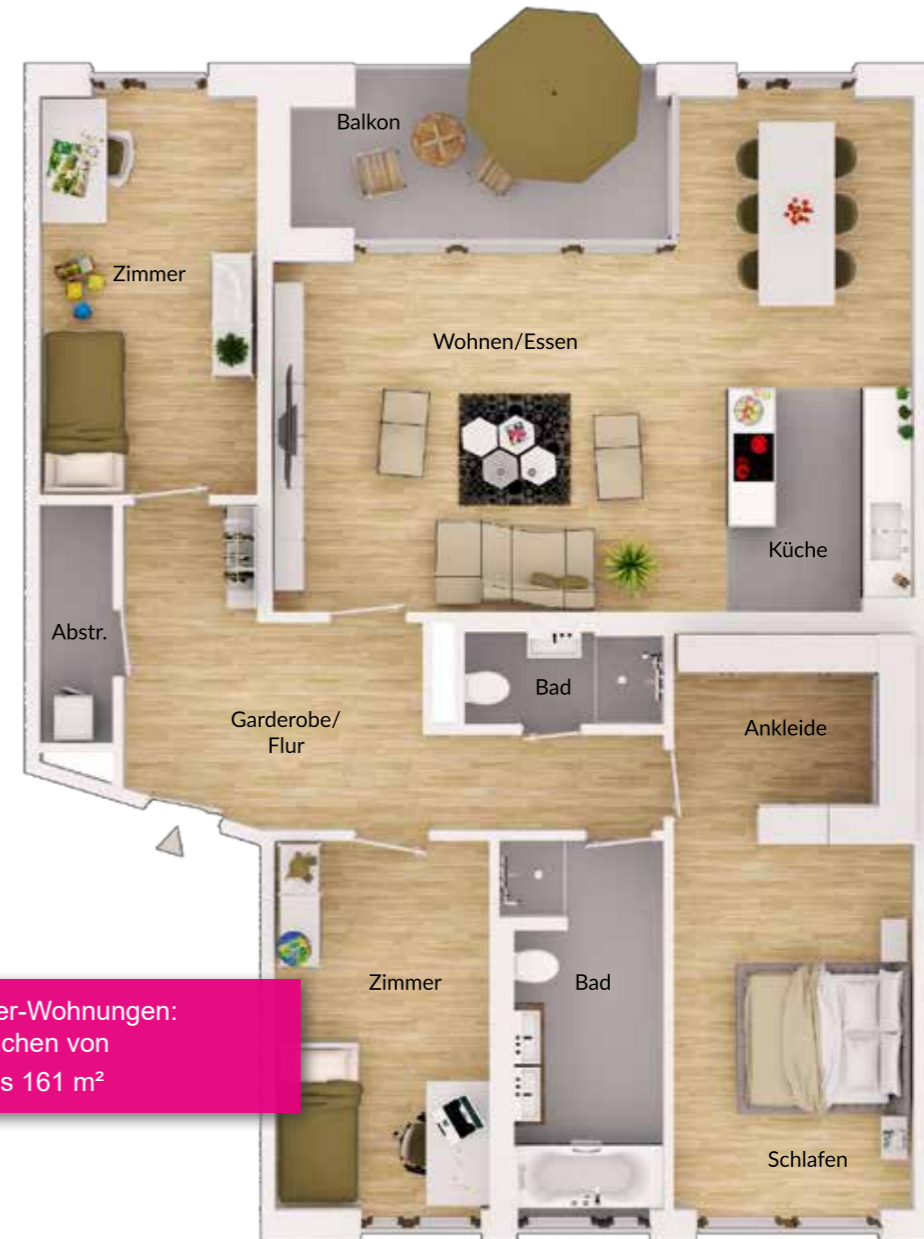 Balkon
Zimmer
Wohnen/Essen
Küche
Abstr.
Bad
Garderobe/
Flur
Ankleide
Zimmer
Bad
er-Wohnungen:
chen von
s 161 m²
Schlafen